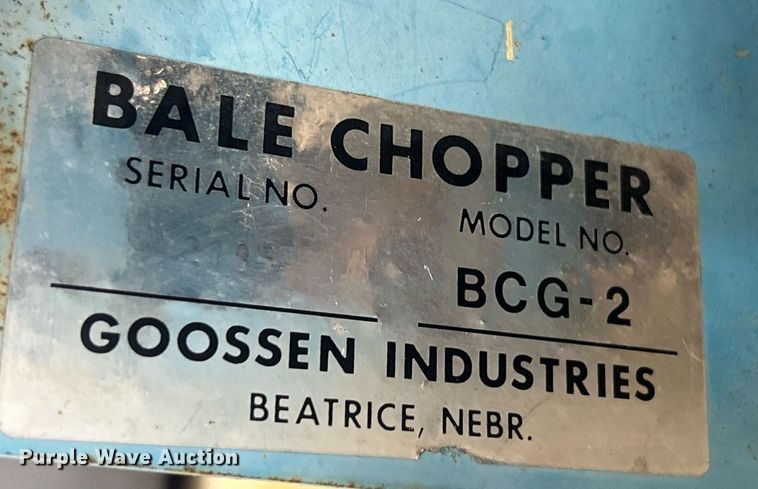 BALE CHOPPER
SERIAL NO.
MODEL NO.
BCG-2
GOOSSEN INDUSTRIES
BEATRICE, NEBR.
Purple Wave Auction